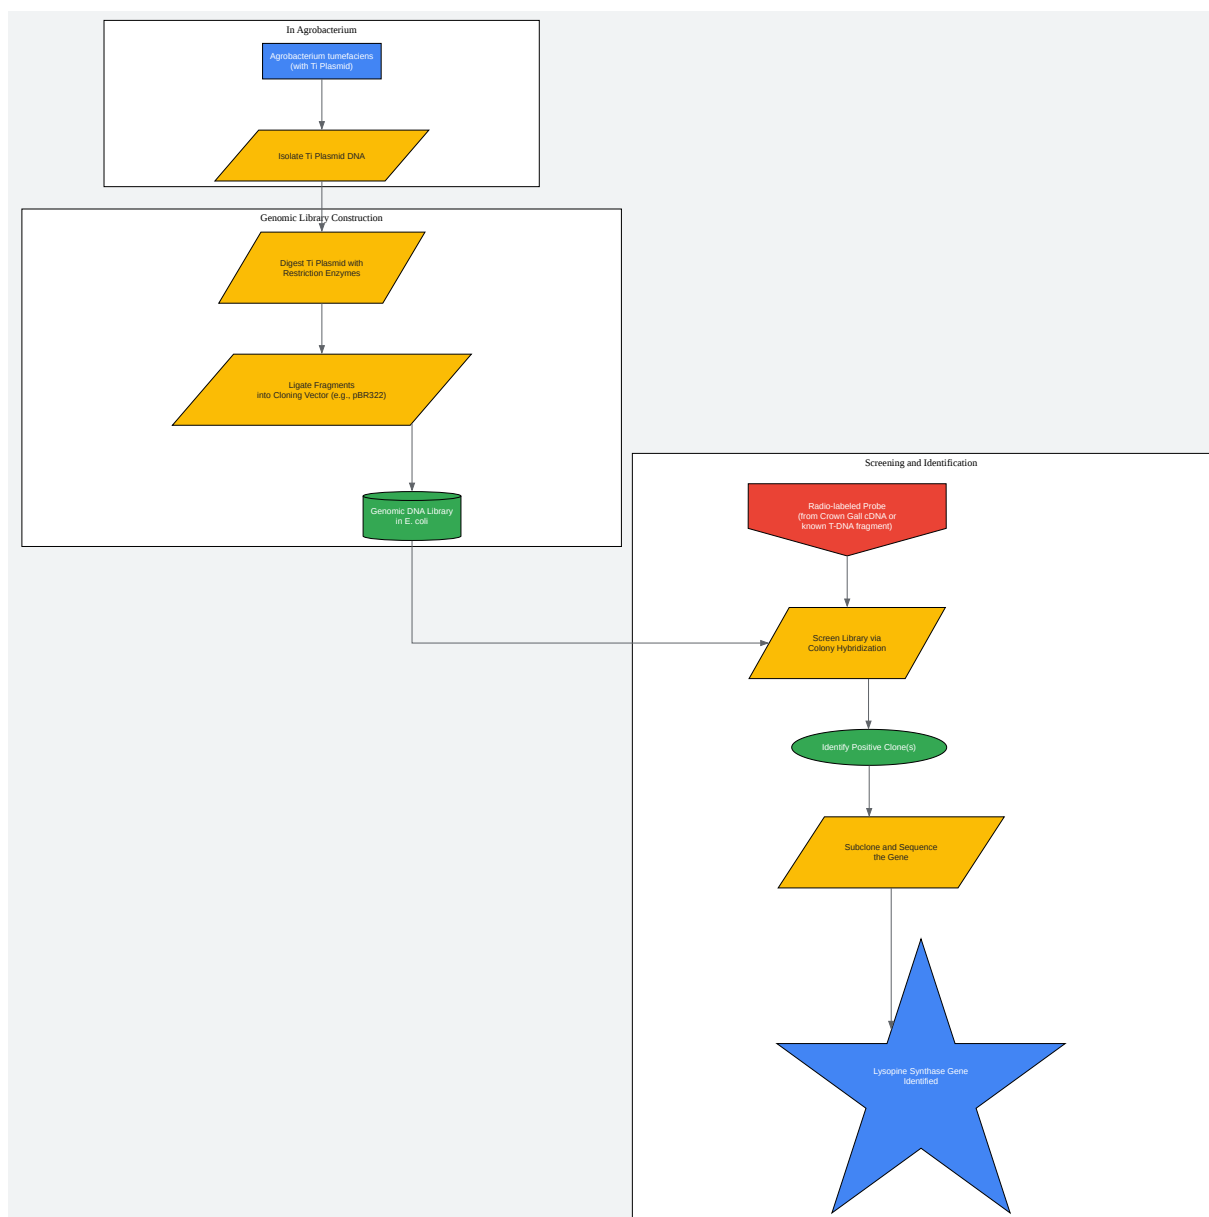 In Agrobacterium
Agrobacterium tumefaciens
(with Ti Plasmid)
Isolate Ti Plasmid DNA
Genomic Library Construction
Digest Ti Plasmid with
Restriction Enzymes
Ligate Fragments
into Cloning Vector (e.g., pBR322)
Genomic DNA Library
in E. coli
Screening and Identification
Radio-labeled Probe
(from Crown Gall cDNA or
known T-DNA fragment)
Screen Library via
Colony Hybridization
Identify Positive Clone(s)
Subclone and Sequence
the Gene
Lysopine Synthase Gene
Identified